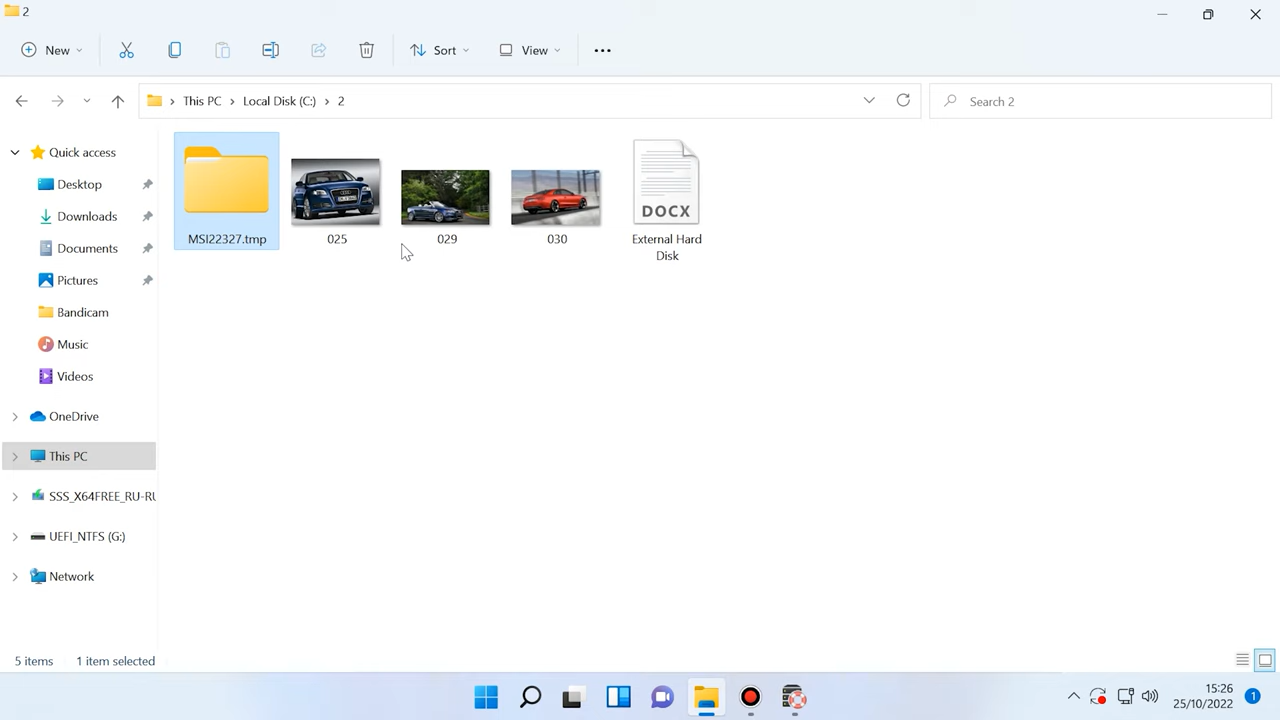 2
New
Sort
View
This PC
Local Disk (C:)
2
Search 2
Quick access
Desktop
Downloads
Documents
Pictures
Bandicam
Music
Videos
OneDrive
This PC
SSS_X64FREE_RU-RU
UEFI_NTFS (G:)
Network
MSI22327.tmp
025
029
030
DOCX
External Hard
Disk
5 items
1 item selected
15:26
25/10/2022
1